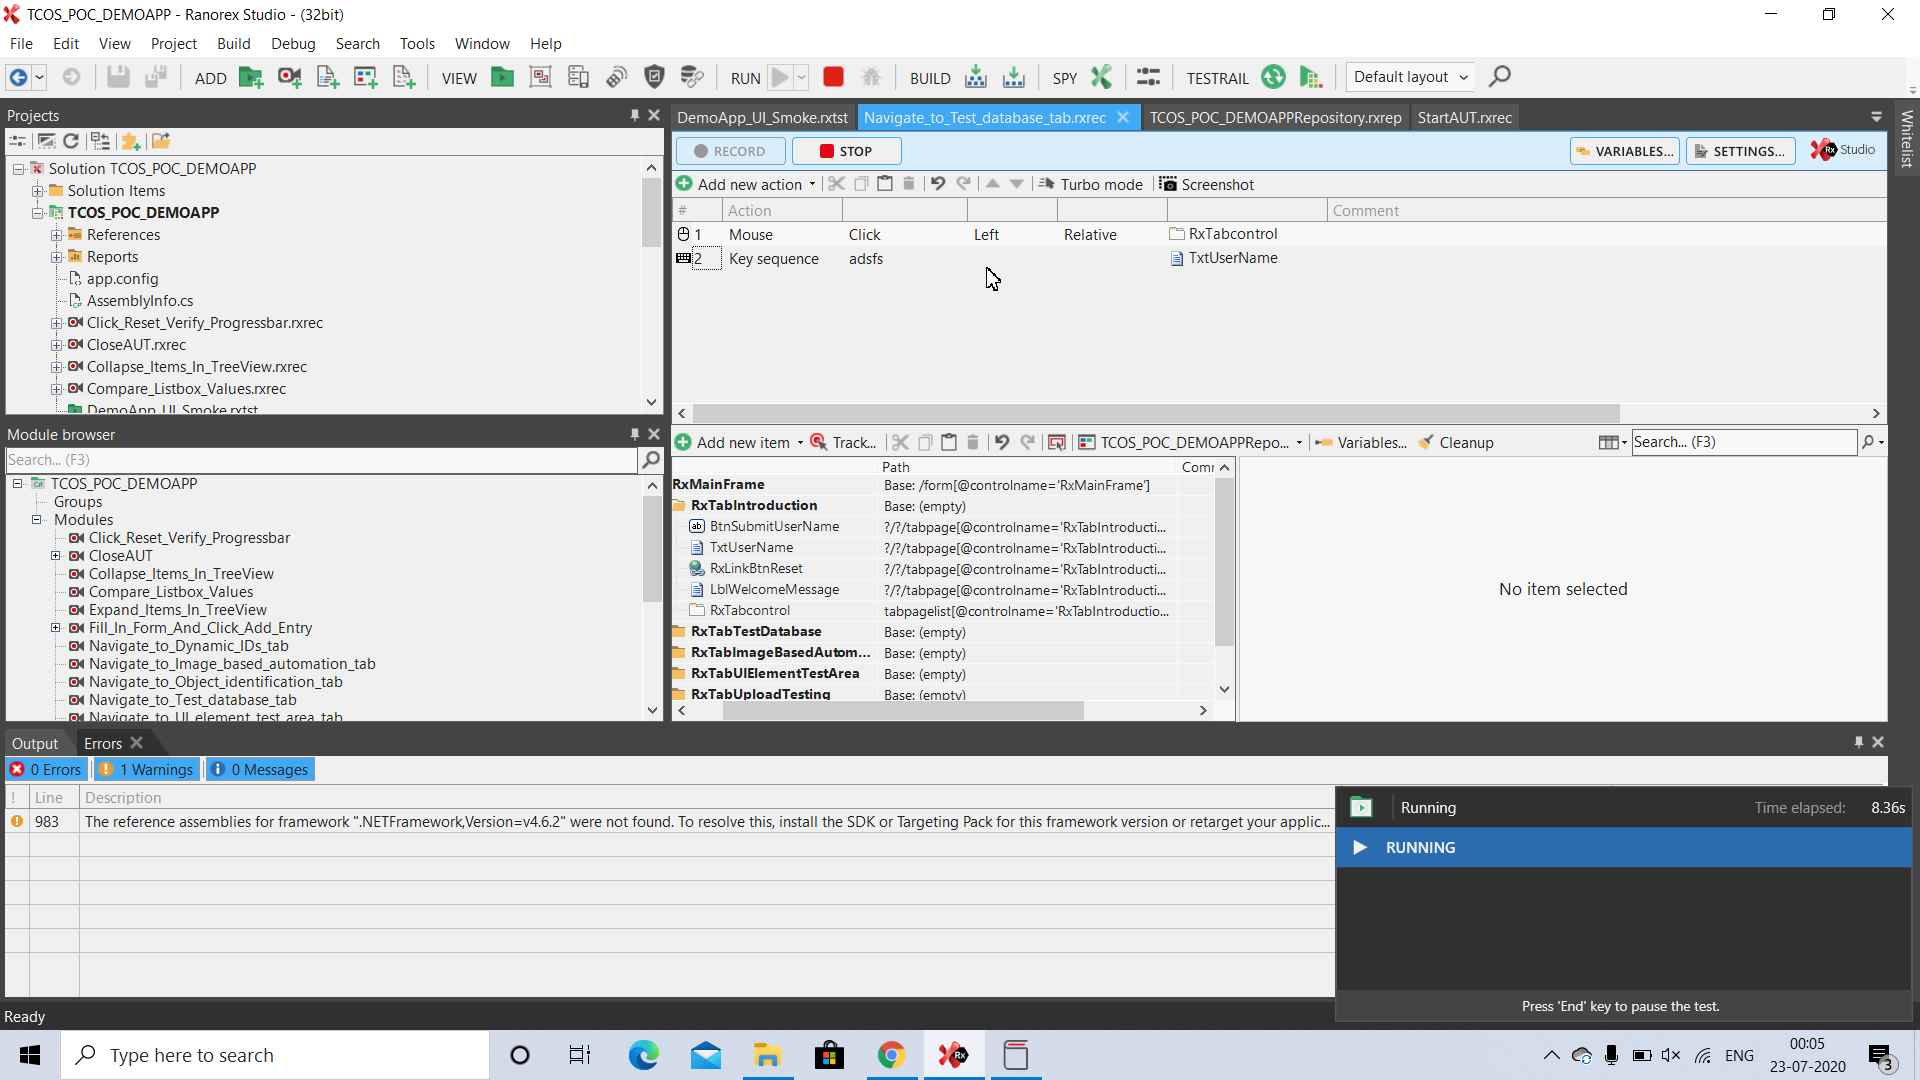 TCOS_POC_DEMOAPP - Ranorex Studio - (32bit)
File Edit View Project Build Debug Search Tools Window Help
ADD VIEW RUN BUILD SPY TESTRAIL Default layout
Projects
Solution TCOS_POC_DEMOAPP
Solution Items
TCOS_POC_DEMOAPP
References
Reports
app.config
AssemblyInfo.cs
Click_Reset_Verify_Progressbar.rxrec
CloseAUT.rxrec
Collapse_Items_In_TreeView.rxrec
Compare_Listbox_Values.rxrec
DemoApp_UI_Smoke.rxtst
Module browser
Search... (F3)
TCOS_POC_DEMOAPP
Groups
Modules
Click_Reset_Verify_Progressbar
CloseAUT
Collapse_Items_In_TreeView
Compare_Listbox_Values
Expand_Items_In_TreeView
Fill_In_Form_And_Click_Add_Entry
Navigate_to_Dynamic_IDs_tab
Navigate_to_Image_based_automation_tab
Navigate_to_Object_identification_tab
Navigate_to_Test_database_tab
Navigate_to_UI_element_test_area_tab
DemoApp_UI_Smoke.rxtst Navigate_to_Test_database_tab.rxrec TCOS_POC_DEMOAPPRepository.rxrep StartAUT.rxrec
Whitelist
RECORD STOP VARIABLES... SETTINGS... Rx Studio
Add new action Turbo mode Screenshot
# Action Comment
1 Mouse Click Left Relative RxTabcontrol
2 Key sequence adsfs TxtUserName
Add new item Track... TCOS_POC_DEMOAPPRepo... Variables... Cleanup Search... (F3)
Path Comr
RxMainFrame Base: /form[@controlname='RxMainFrame']
RxTabIntroduction Base: (empty)
ab BtnSubmitUserName ?/?/tabpage[@controlname='RxTabIntroducti...
TxtUserName ?/?/tabpage[@controlname='RxTabIntroducti...
RxLinkBtnReset ?/?/tabpage[@controlname='RxTabIntroducti...
LblWelcomeMessage ?/?/tabpage[@controlname='RxTabIntroducti...
RxTabcontrol tabpagelist[@controlname='RxTabIntroductio...
RxTabTestDatabase Base: (empty)
RxTabImageBasedAutom... Base: (empty)
RxTabUIElementTestArea Base: (empty)
RxTabUploadTesting Base: (empty)
No item selected
Output Errors
0 Errors 1 Warnings 0 Messages
! Line Description
983 The reference assemblies for framework ".NETFramework,Version=v4.6.2" were not found. To resolve this, install the SDK or Targeting Pack for this framework version or retarget your applic...
Running Time elapsed: 8.36s
RUNNING
Press 'End' key to pause the test.
Ready
Type here to search
Rx
ENG
00:05
23-07-2020
3